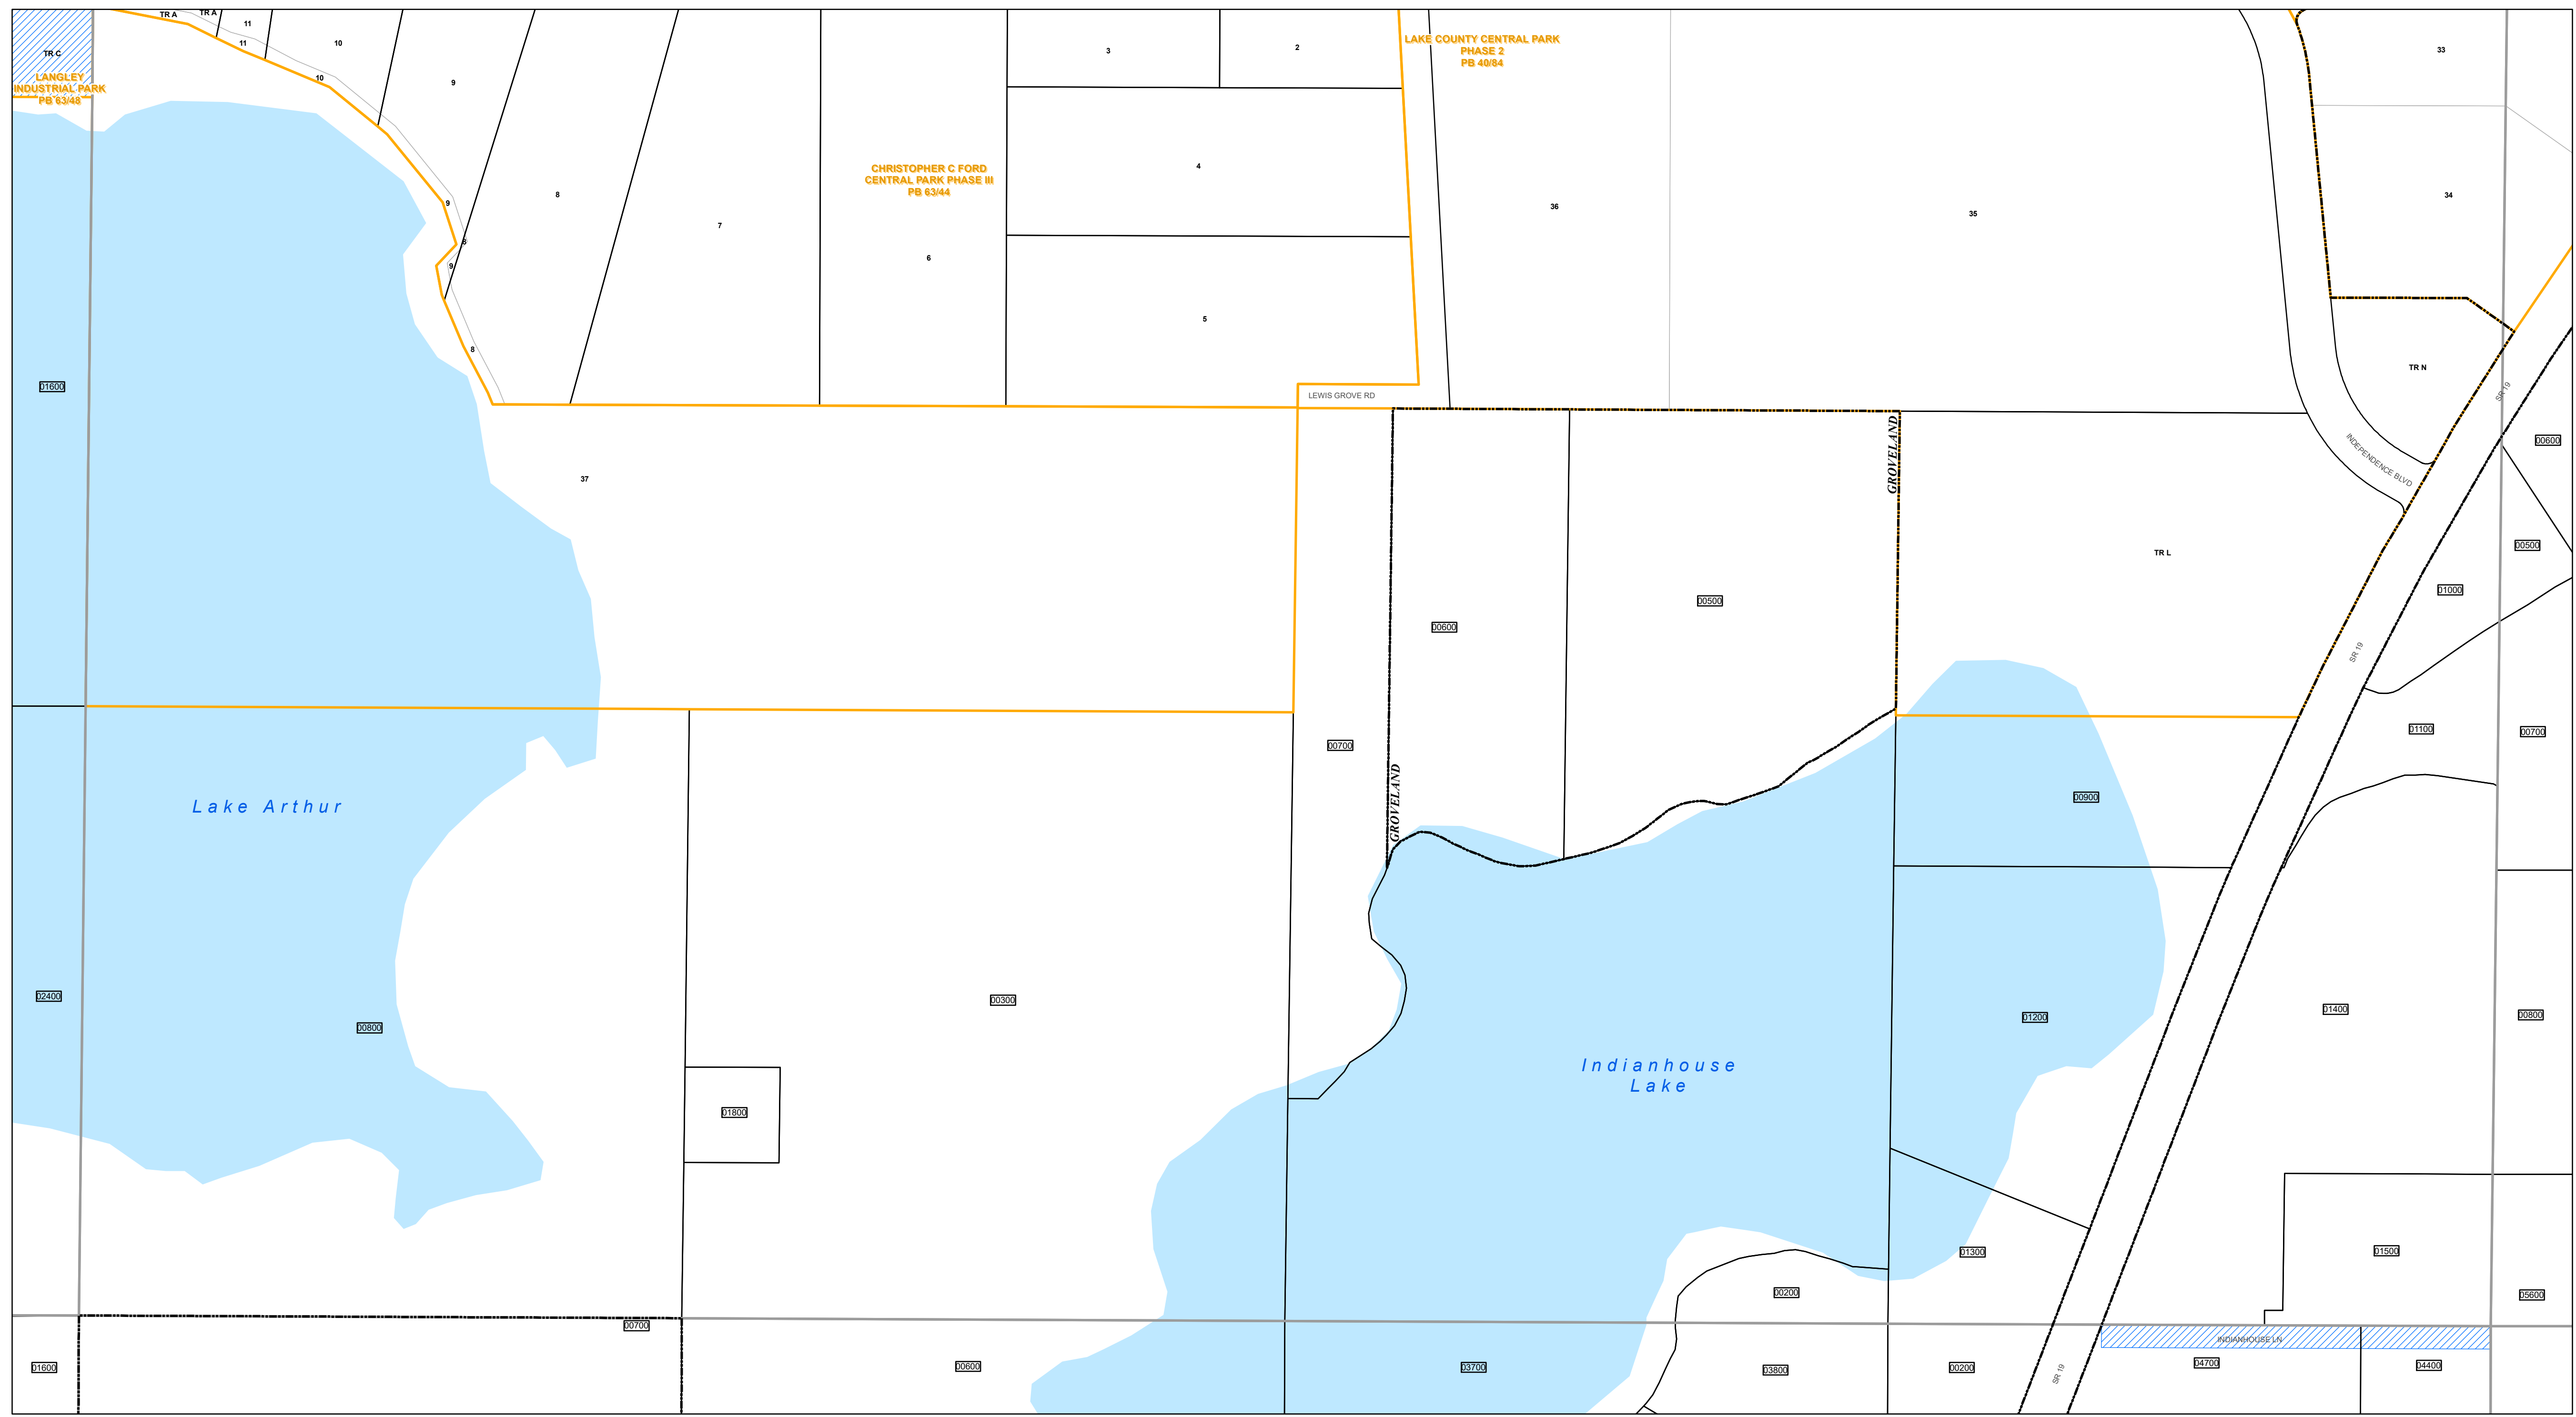 TR A
TR A
11
11
10
10
TR C
LANGLEY
INDUSTRIAL PARK
PB 63/48
9
3
2
LAKE COUNTY CENTRAL PARK
PHASE 2
PB 40/84
33
CHRISTOPHER C FORD
CENTRAL PARK PHASE III
PB 63/44
4
8
9
7
36
35
34
8
9
6
5
8
01600
LEWIS GROVE RD
TR N
SR 19
GROVELAND
INDEPENDENCE BLVD
00600
37
00500
TR L
00500
01000
00600
SR 19
00700
01100
00700
GROVELAND
Lake Arthur
00900
02400
00800
00300
01200
01400
00800
Indianhouse
Lake
01800
01300
01500
00200
05600
00700
INDIANHOUSE LN
01600
00600
03700
03800
00200
SR 19
04700
04400